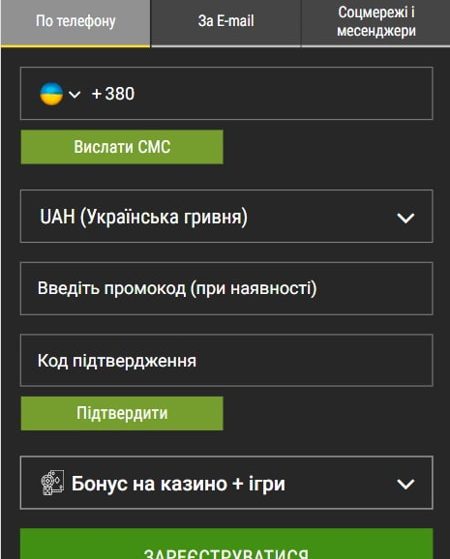 По телефону
За E-mail
Соцмережі і
месенджери
+ 380
Вислати СМС
UAH (Українська гривня)
Введіть промокод (при наявності)
Код підтвердження
Підтвердити
Бонус на казино + ігри
ЗАРЕЄСТРУВАТИСЯ